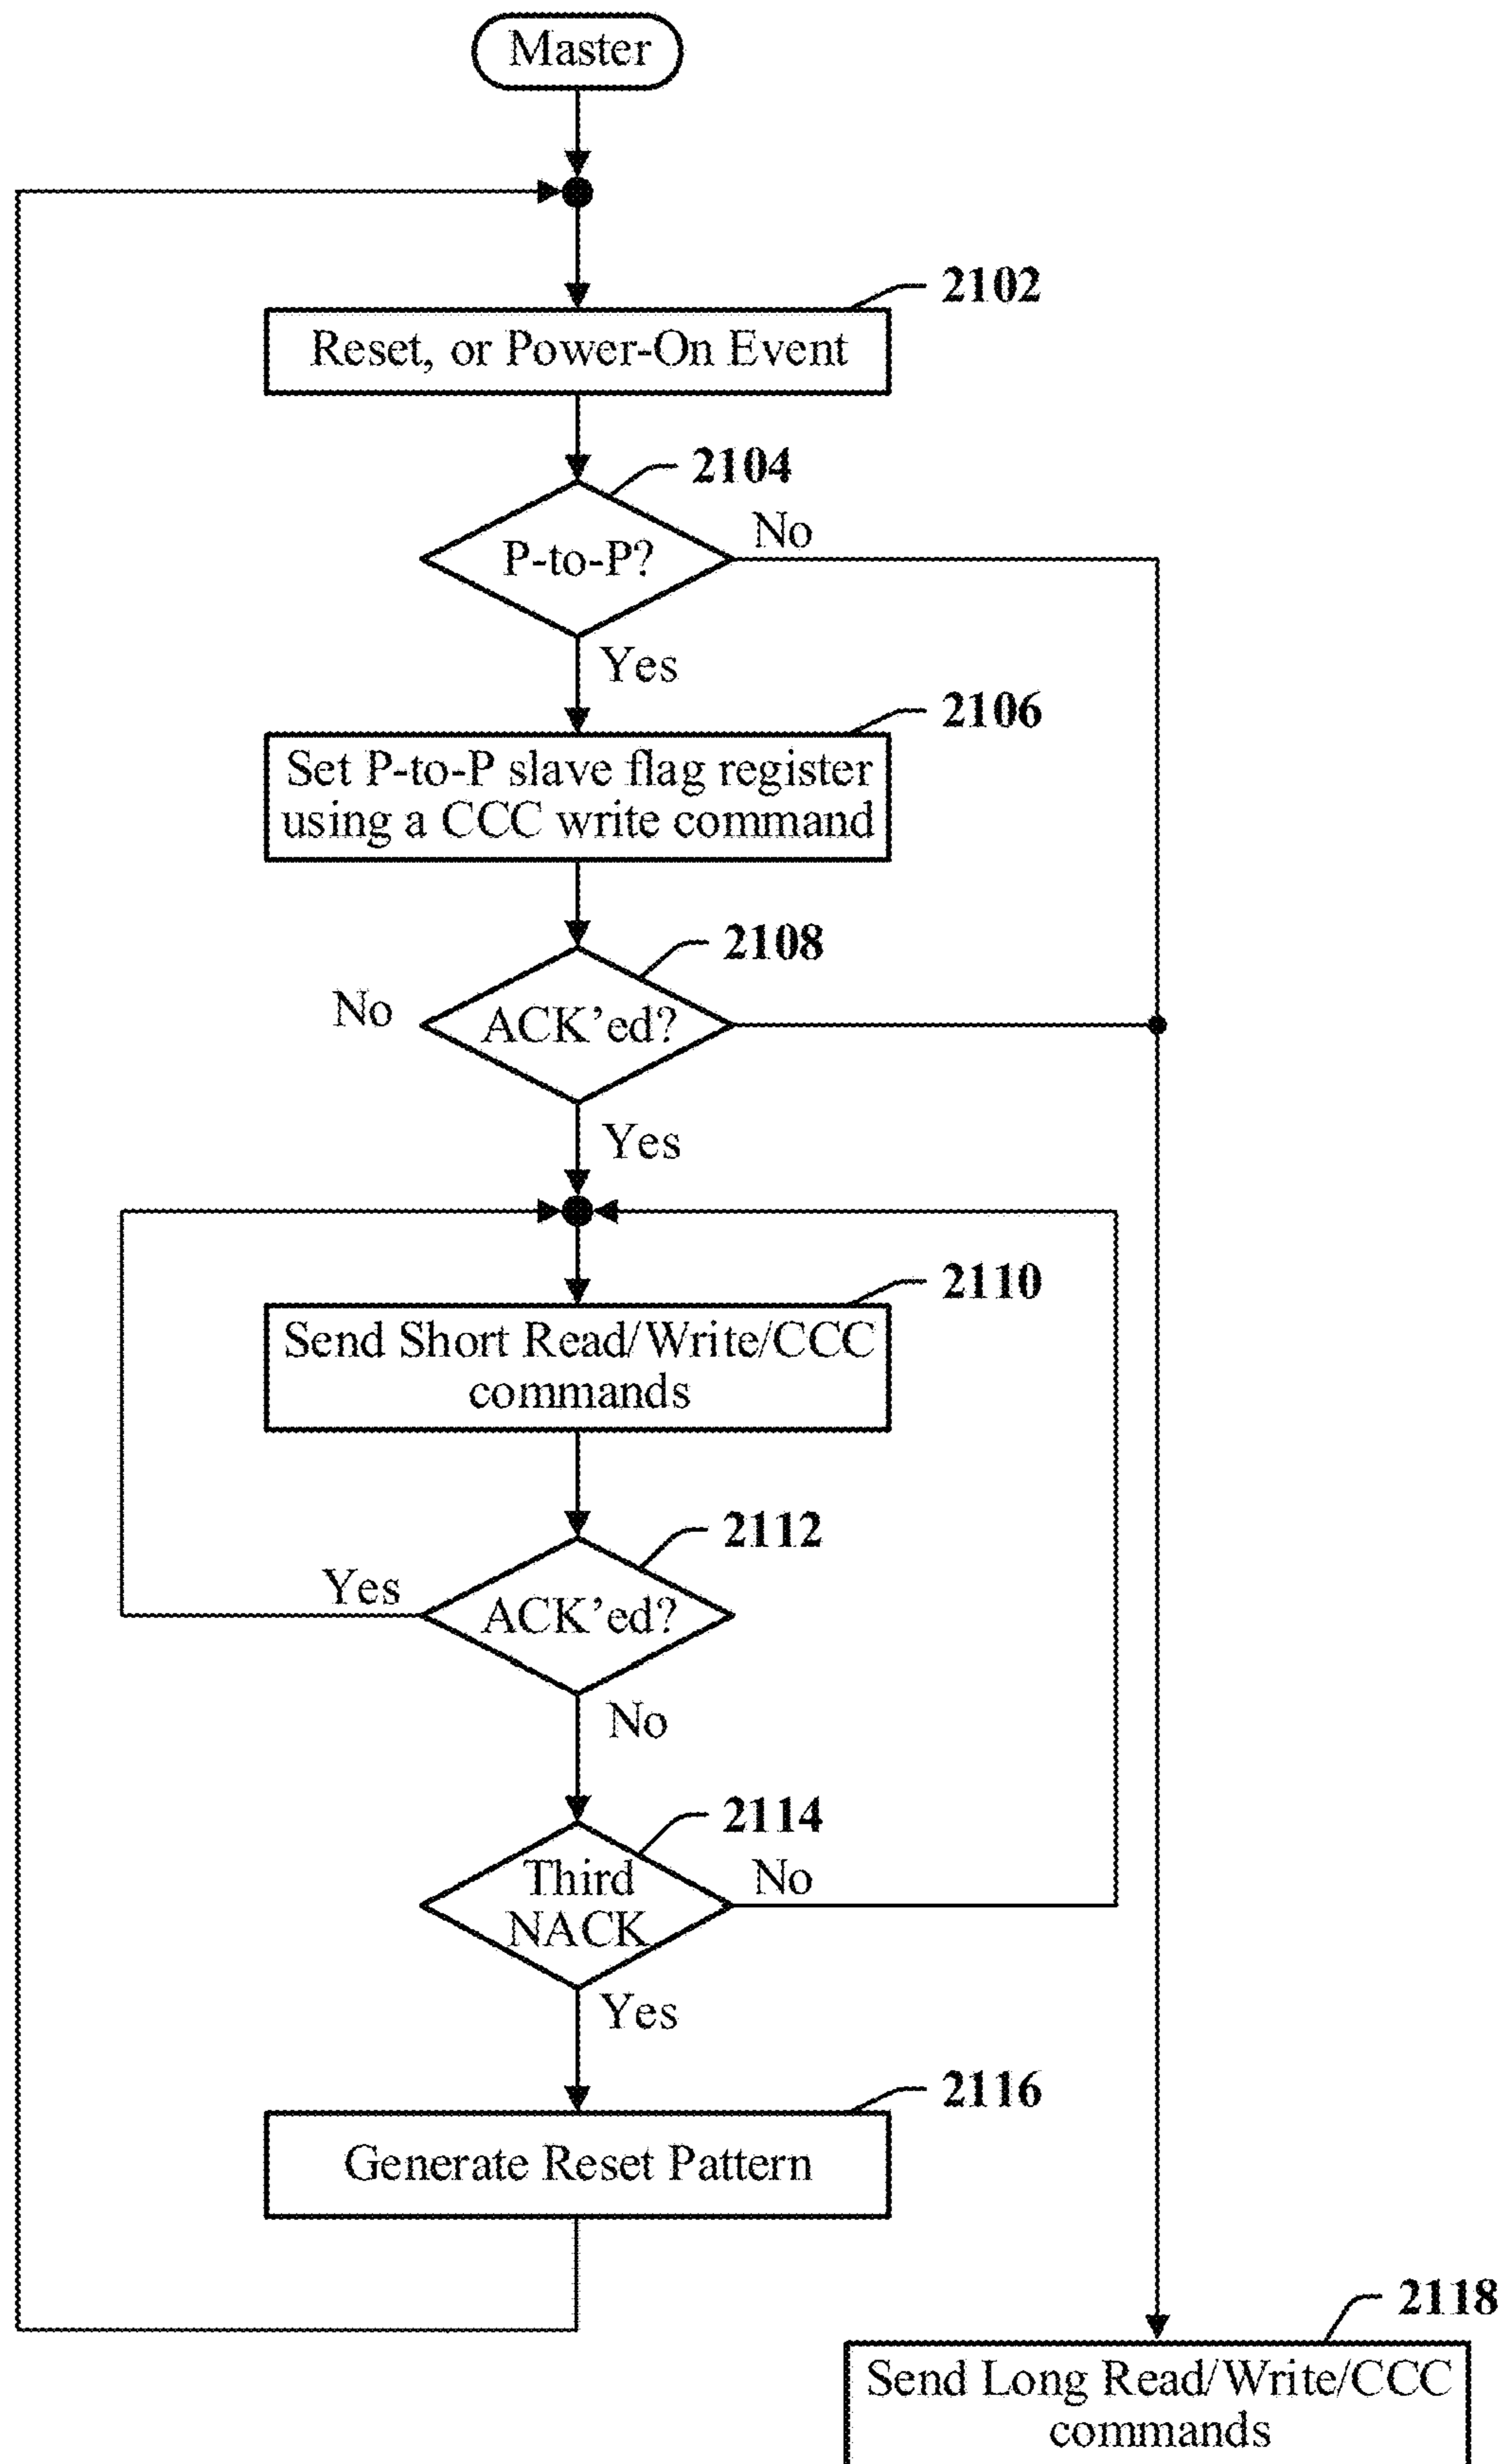 Master
2102
Reset, or Power-On Event
2104
P-to-P?
No
Yes
2106
Set P-to-P slave flag register
using a CCC write command
2108
No
ACK'ed?
Yes
2110
Send Short Read/Write/CCC
commands
2112
Yes
ACK'ed?
No
2114
Third
NACK
No
Yes
2116
Generate Reset Pattern
2118
Send Long Read/Write/CCC
commands